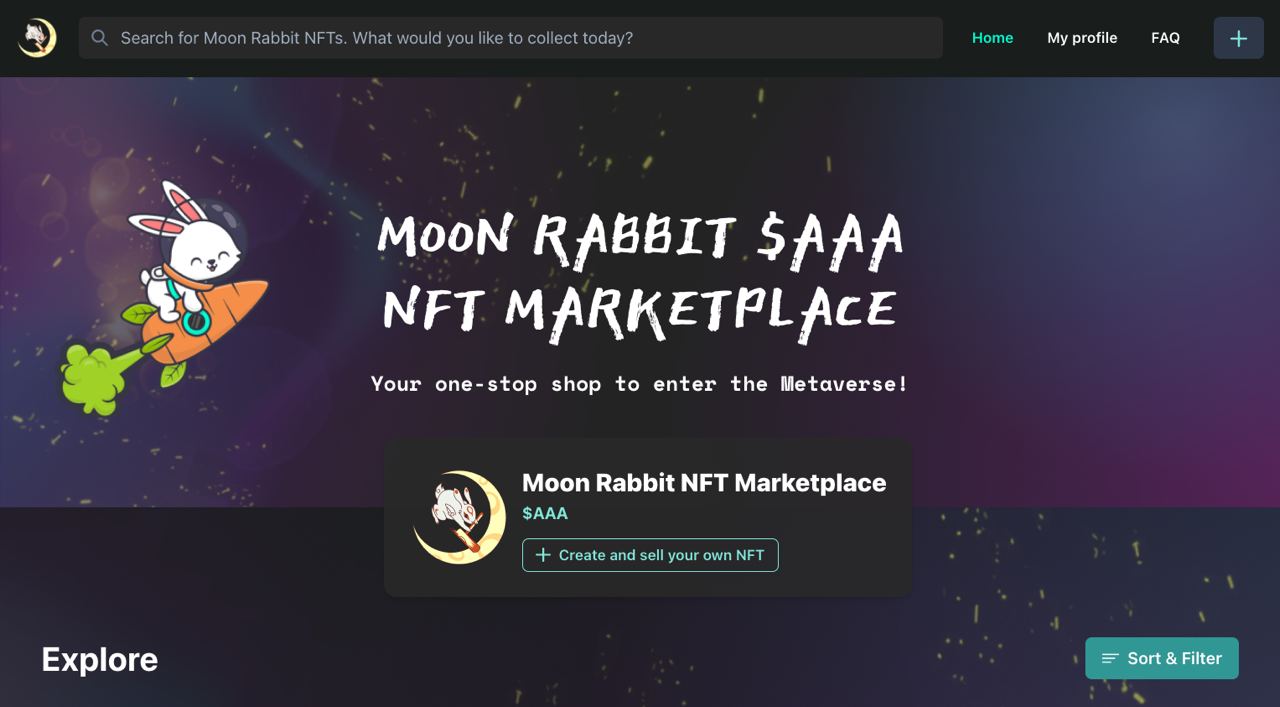 Search for Moon Rabbit NFTs. What would you like to collect today?
Home
My profile
FAQ
MOON RABBIT $AAA
NFT MARKETPLACE
Your one-stop shop to enter the Metaverse!
Moon Rabbit NFT Marketplace
$AAA
Create and sell your own NFT
Explore
Sort & Filter